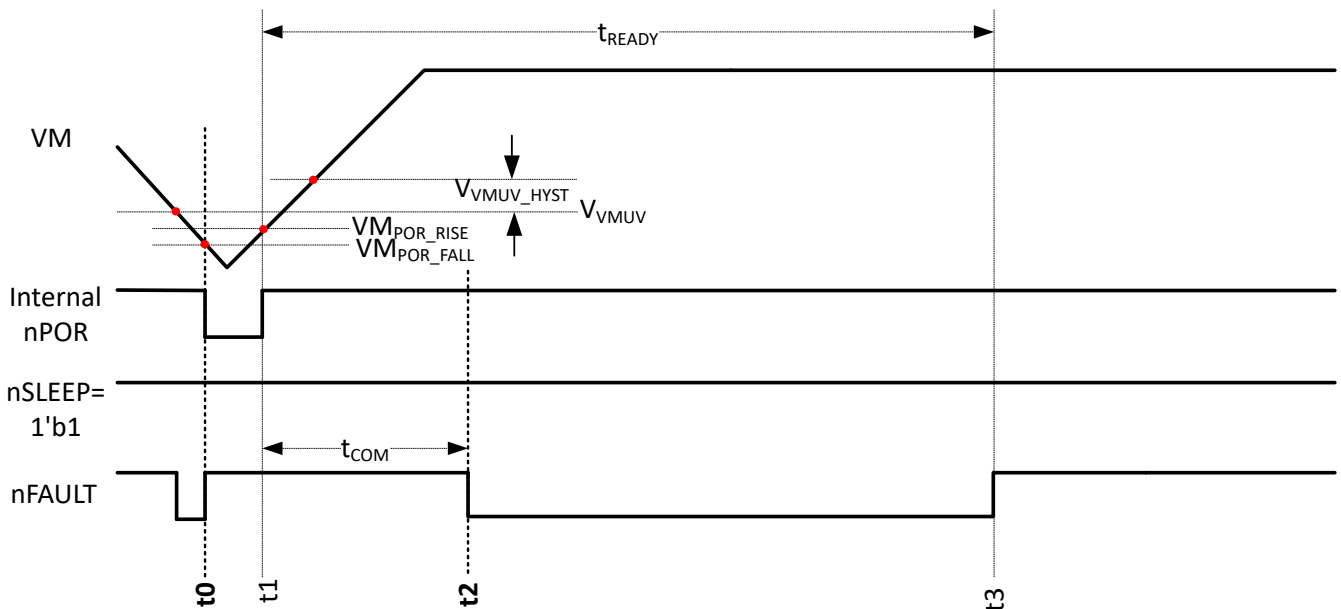 tREADY
VM
VVMUV_HYST
VVMUV
VMPOR_RISE
VMPOR_FALL
Internal
nPOR
nSLEEP=
1'b1
tCOM
nFAULT
t0
t1
t2
t3